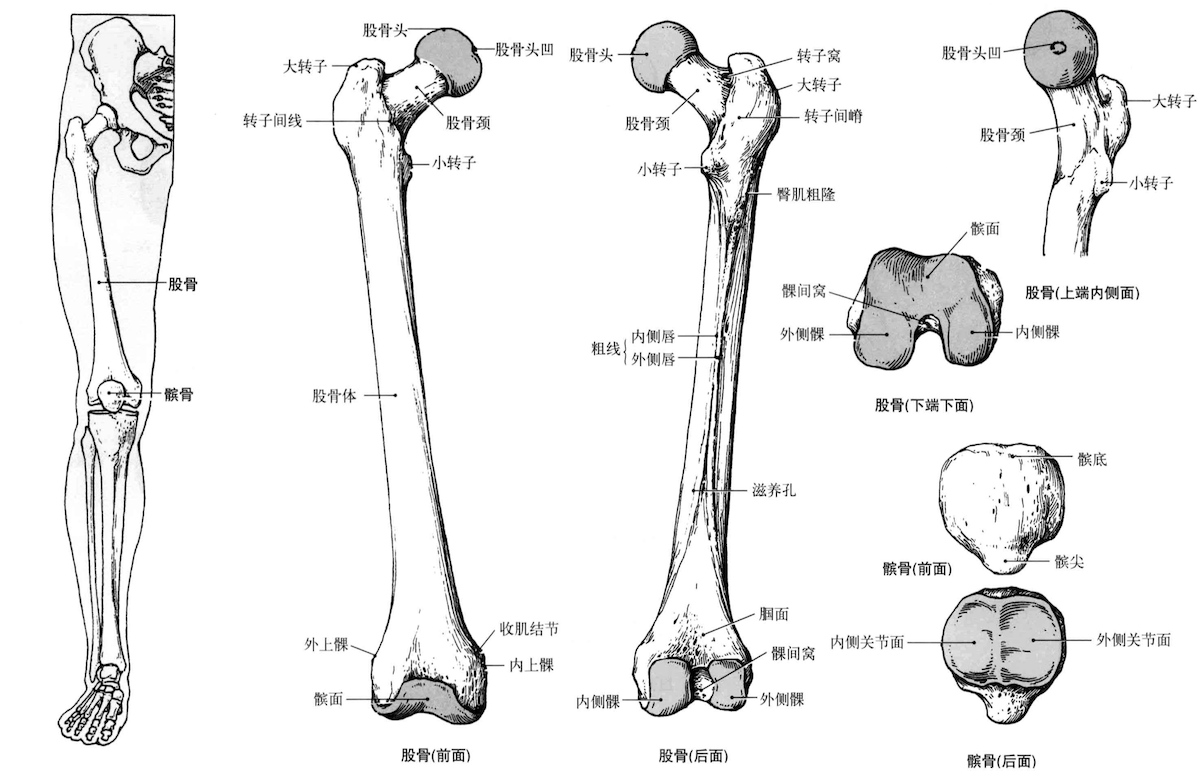 股骨
髌骨
股骨头
股骨头凹
大转子
转子间线
股骨颈
小转子
股骨体
收肌结节
外上髁
内上髁
髌面
股骨(前面)
股骨头
转子窝
大转子
股骨颈
转子间嵴
小转子
臀肌粗隆
粗线
内侧唇
外侧唇
滋养孔
腘面
髁间窝
内侧髁
外侧髁
股骨(后面)
股骨头凹
大转子
股骨颈
小转子
股骨(上端内侧面)
髌面
髁间窝
外侧髁
内侧髁
股骨(下端下面)
髌底
髌尖
髌骨(前面)
内侧关节面
外侧关节面
髌骨(后面)